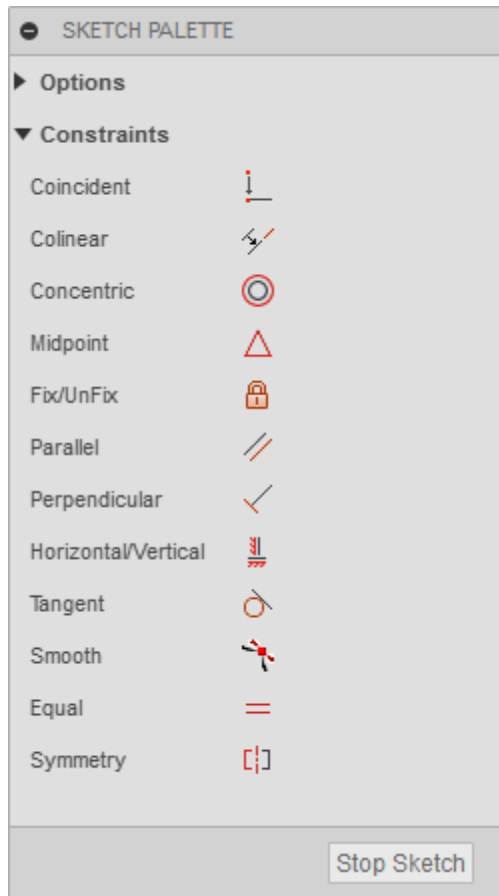 SKETCH PALETTE
Options
Constraints
Coincident
Colinear
Concentric
Midpoint
Fix/UnFix
Parallel
Perpendicular
Horizontal/Vertical
Tangent
Smooth
Equal
Symmetry
Stop Sketch